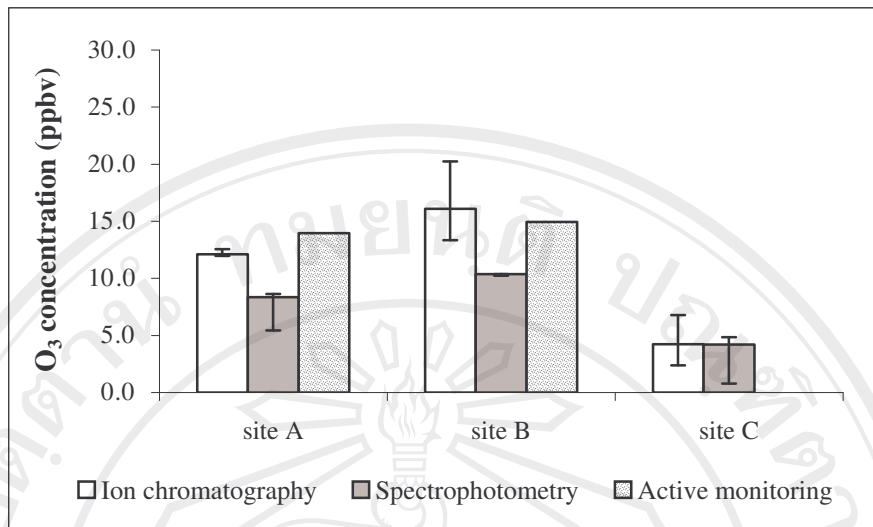 30.0
25.0
20.0
15.0
10.0
5.0
0.0
O₃ concentration (ppbv)
site A site B site C
Ion chromatography Spectrophotometry Active monitoring